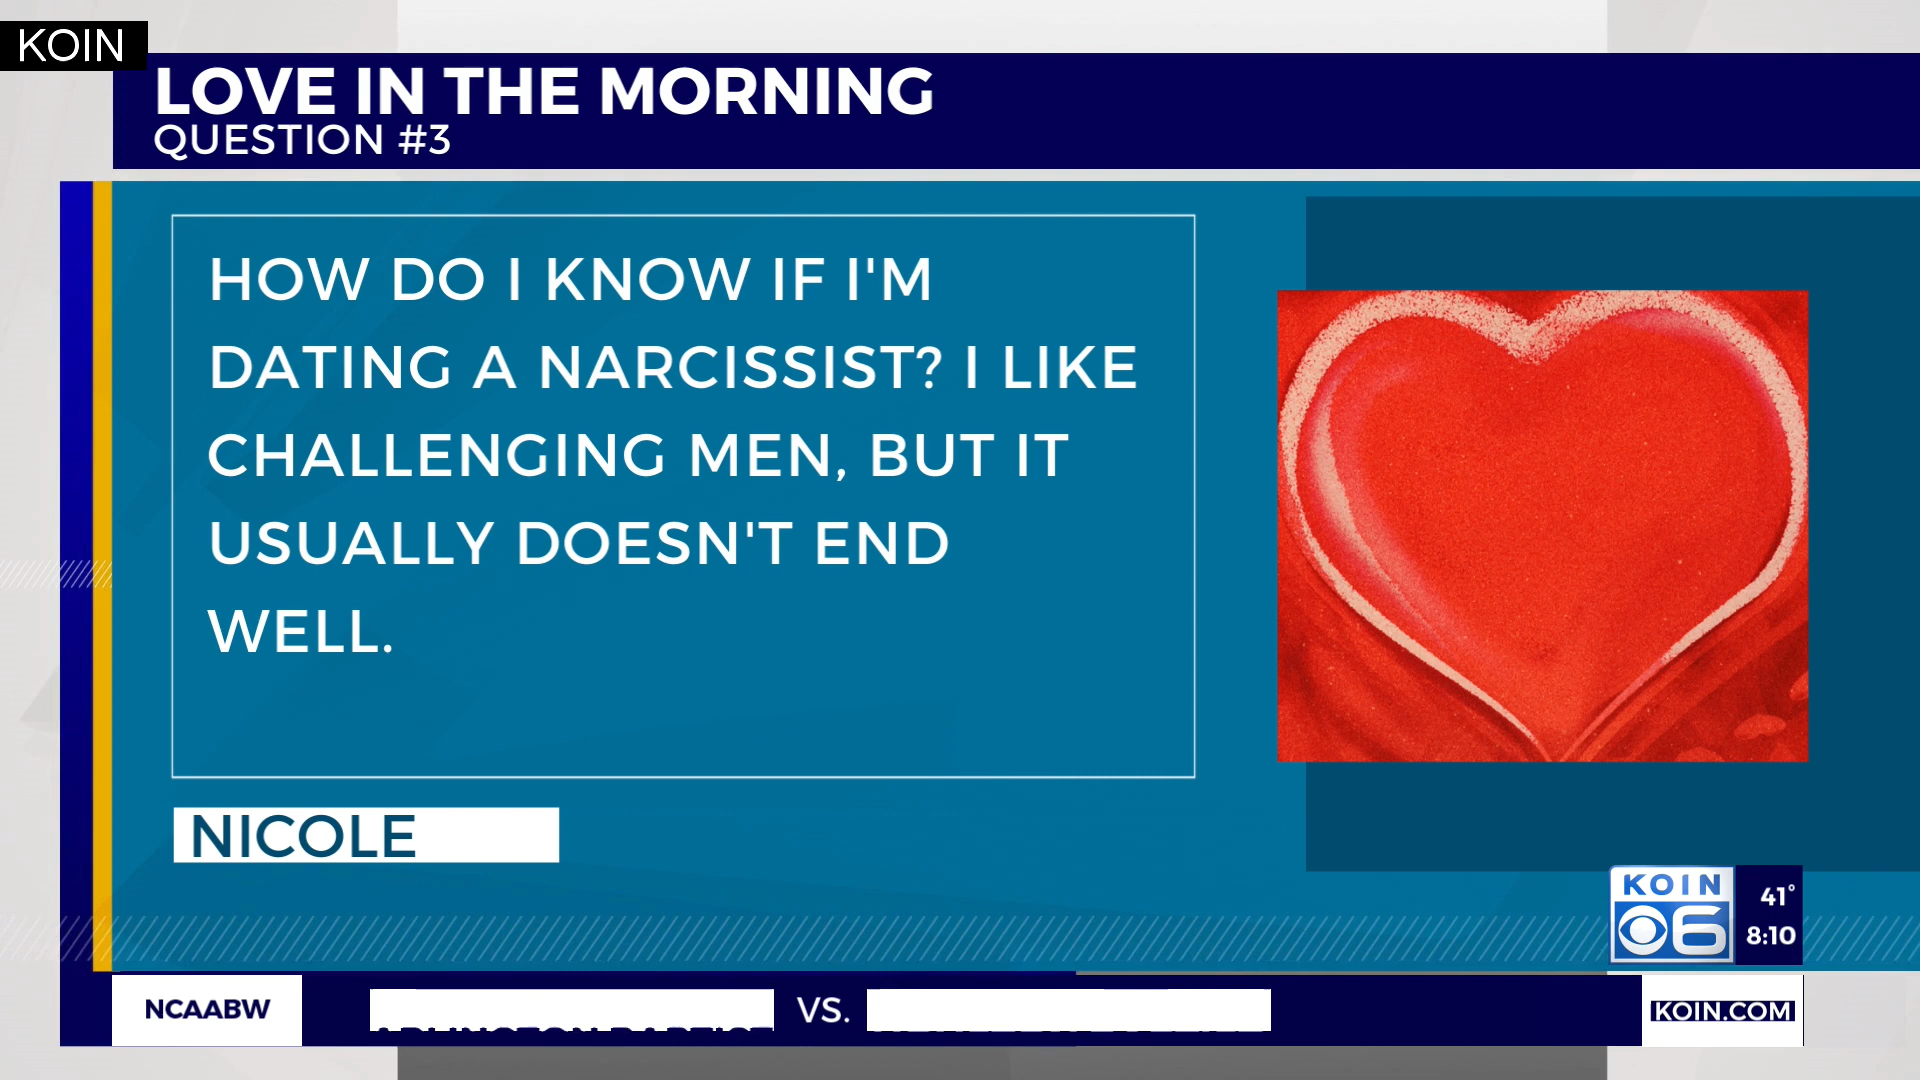 KOIN
LOVE IN THE MORNING
QUESTION #3
HOW DO I KNOW IF I'M
DATING A NARCISSIST? I LIKE
CHALLENGING MEN, BUT IT
USUALLY DOESN'T END
WELL.
NICOLE
KOIN
6
41°
8:10
NCAABW
VS.
KOIN.COM